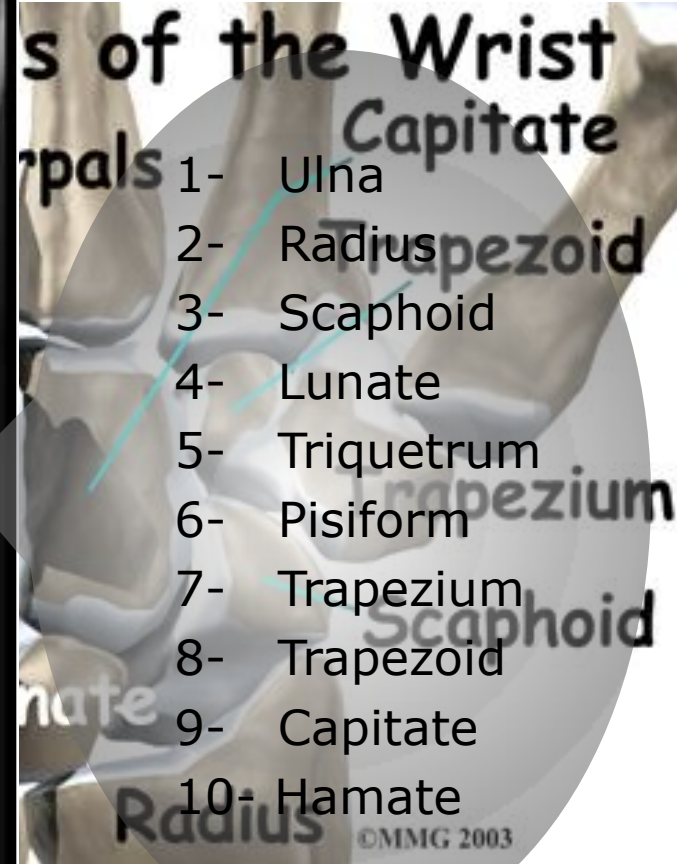 s of the Wrist
Capitate
rpals
1- Ulna
Trapezoid
2- Radius
3- Scaphoid
4- Lunate
5- Triquetrum
Trapezium
6- Pisiform
7- Trapezium
Scaphoid
8- Trapezoid
nate
9- Capitate
10- Hamate
Radius
©MMG 2003